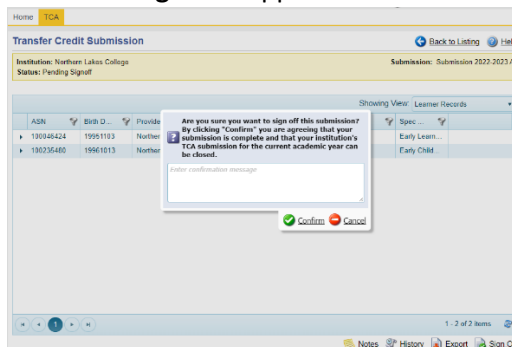 Home TCA
Transfer Credit Submission
Back to Listing
Institution: Northern Lakes College
Submission: Submission 2022-2023
Status: Pending Signoff
Showing View: Learner Records
ASN Birth D... Provide Spec ...
100046424 19951103 Norther Early Learn...
100235460 19961013 Norther Early Child
Are you sure you want to sign off this submission?
By clicking "Confirm" you are agreeing that your
submission is complete and that your institution's
TCA submission for the current academic year can
be closed.
Enter confirmation message
Confirm Cancel
1
1 - 2 of 2 items
Notes History Export Sign